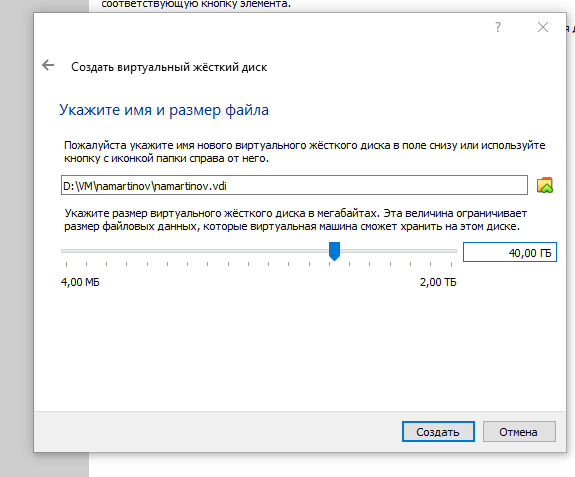 соответствующую кнопку элемента.
?
Создать виртуальный жёсткий диск
Укажите имя и размер файла
Пожалуйста укажите имя нового виртуального жёсткого диска в поле снизу или используйте
кнопку с иконкой папки справа от него.
D:\VM\namartinov\namartinov.vdi
Укажите размер виртуального жёсткого диска в мегабайтах. Эта величина ограничивает
размер файловых данных, которые виртуальная машина сможет хранить на этом диске.
40,00 ГБ
4,00 МБ
2,00 ТБ
Создать
Отмена